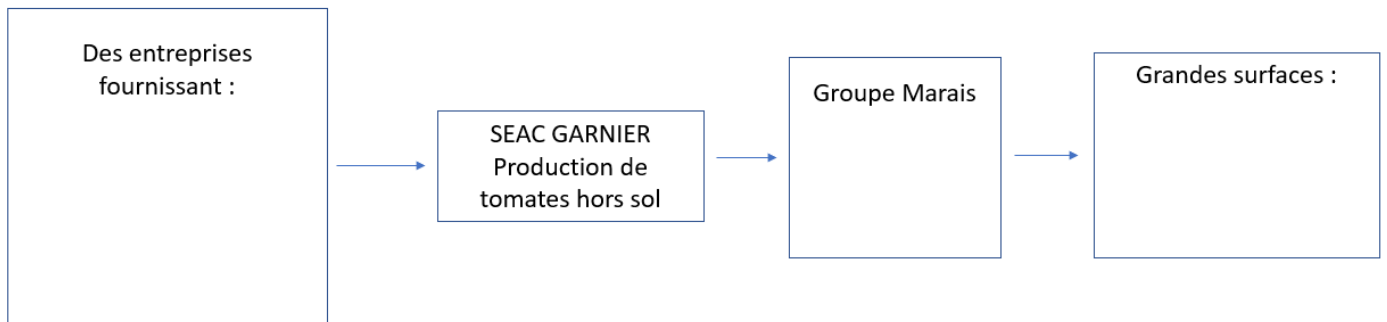 Des entreprises
fournissant :
SEAC GARNIER
Production de
tomates hors sol
Groupe Marais
Grandes surfaces :